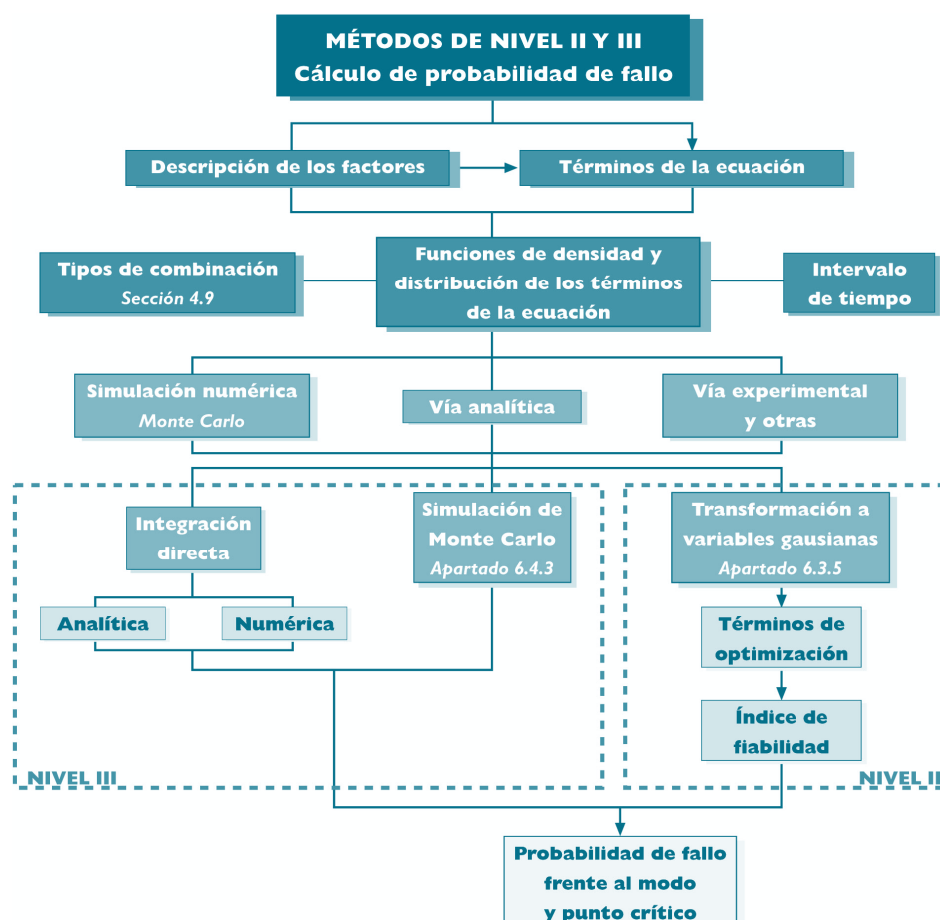 MÉTODOS DE NIVEL II Y III
Cálculo de probabilidad de fallo
Descripción de los factores
Términos de la ecuación
Tipos de combinación
Sección 4.9
Funciones de densidad y
distribución de los términos
de la ecuación
Intervalo
de tiempo
Simulación numérica
Monte Carlo
Vía analítica
Vía experimental
y otras
Integración
directa
Simulación de
Monte Carlo
Apartado 6.4.3
Transformación a
variables gausianas
Apartado 6.3.5
Analítica
Numérica
Términos de
optimización
Índice de
fiabilidad
NIVEL III
NIVEL II
Probabilidad de fallo
frente al modo
y punto crítico